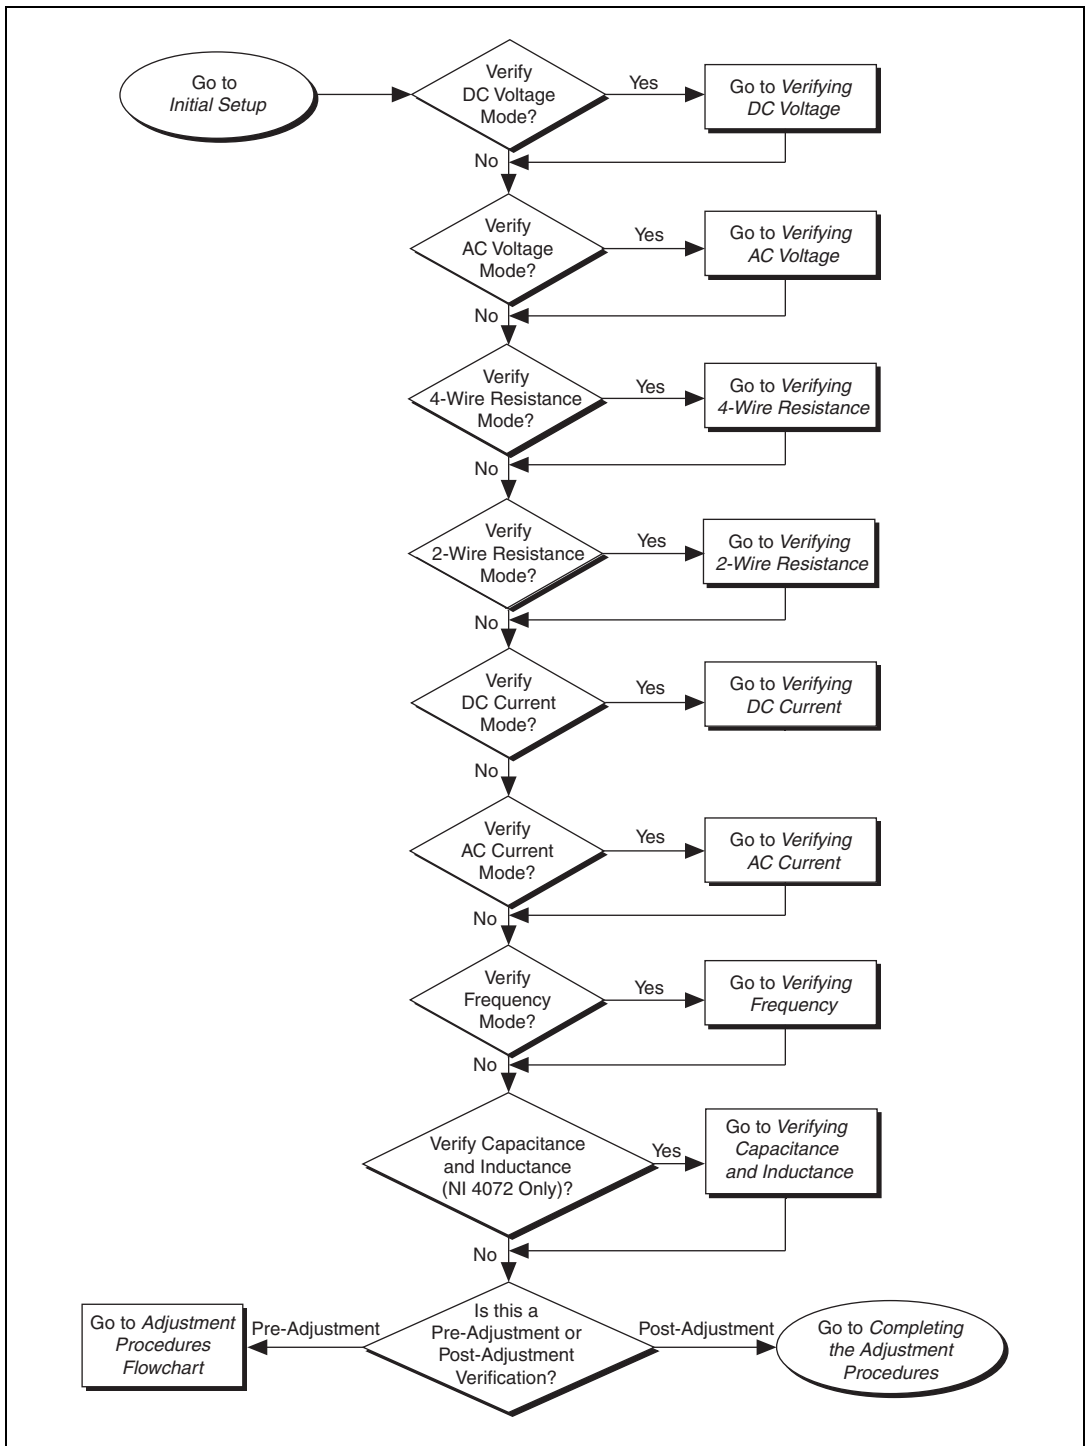 Go to
Initial Setup
Verify
DC Voltage
Mode?
Yes
Go to Verifying
DC Voltage
No
Verify
AC Voltage
Mode?
Yes
Go to Verifying
AC Voltage
No
Verify
4-Wire Resistance
Mode?
Yes
Go to Verifying
4-Wire Resistance
No
Verify
2-Wire Resistance
Mode?
Yes
Go to Verifying
2-Wire Resistance
No
Verify
DC Current
Mode?
Yes
Go to Verifying
DC Current
No
Verify
AC Current
Mode?
Yes
Go to Verifying
AC Current
No
Verify
Frequency
Mode?
Yes
Go to Verifying
Frequency
No
Verify Capacitance
and Inductance
(NI 4072 Only)?
Yes
Go to Verifying
Capacitance
and Inductance
No
Is this a
Pre-Adjustment or
Post-Adjustment
Verification?
Pre-Adjustment
Go to Adjustment
Procedures
Flowchart
Post-Adjustment
Go to Completing
the Adjustment
Procedures